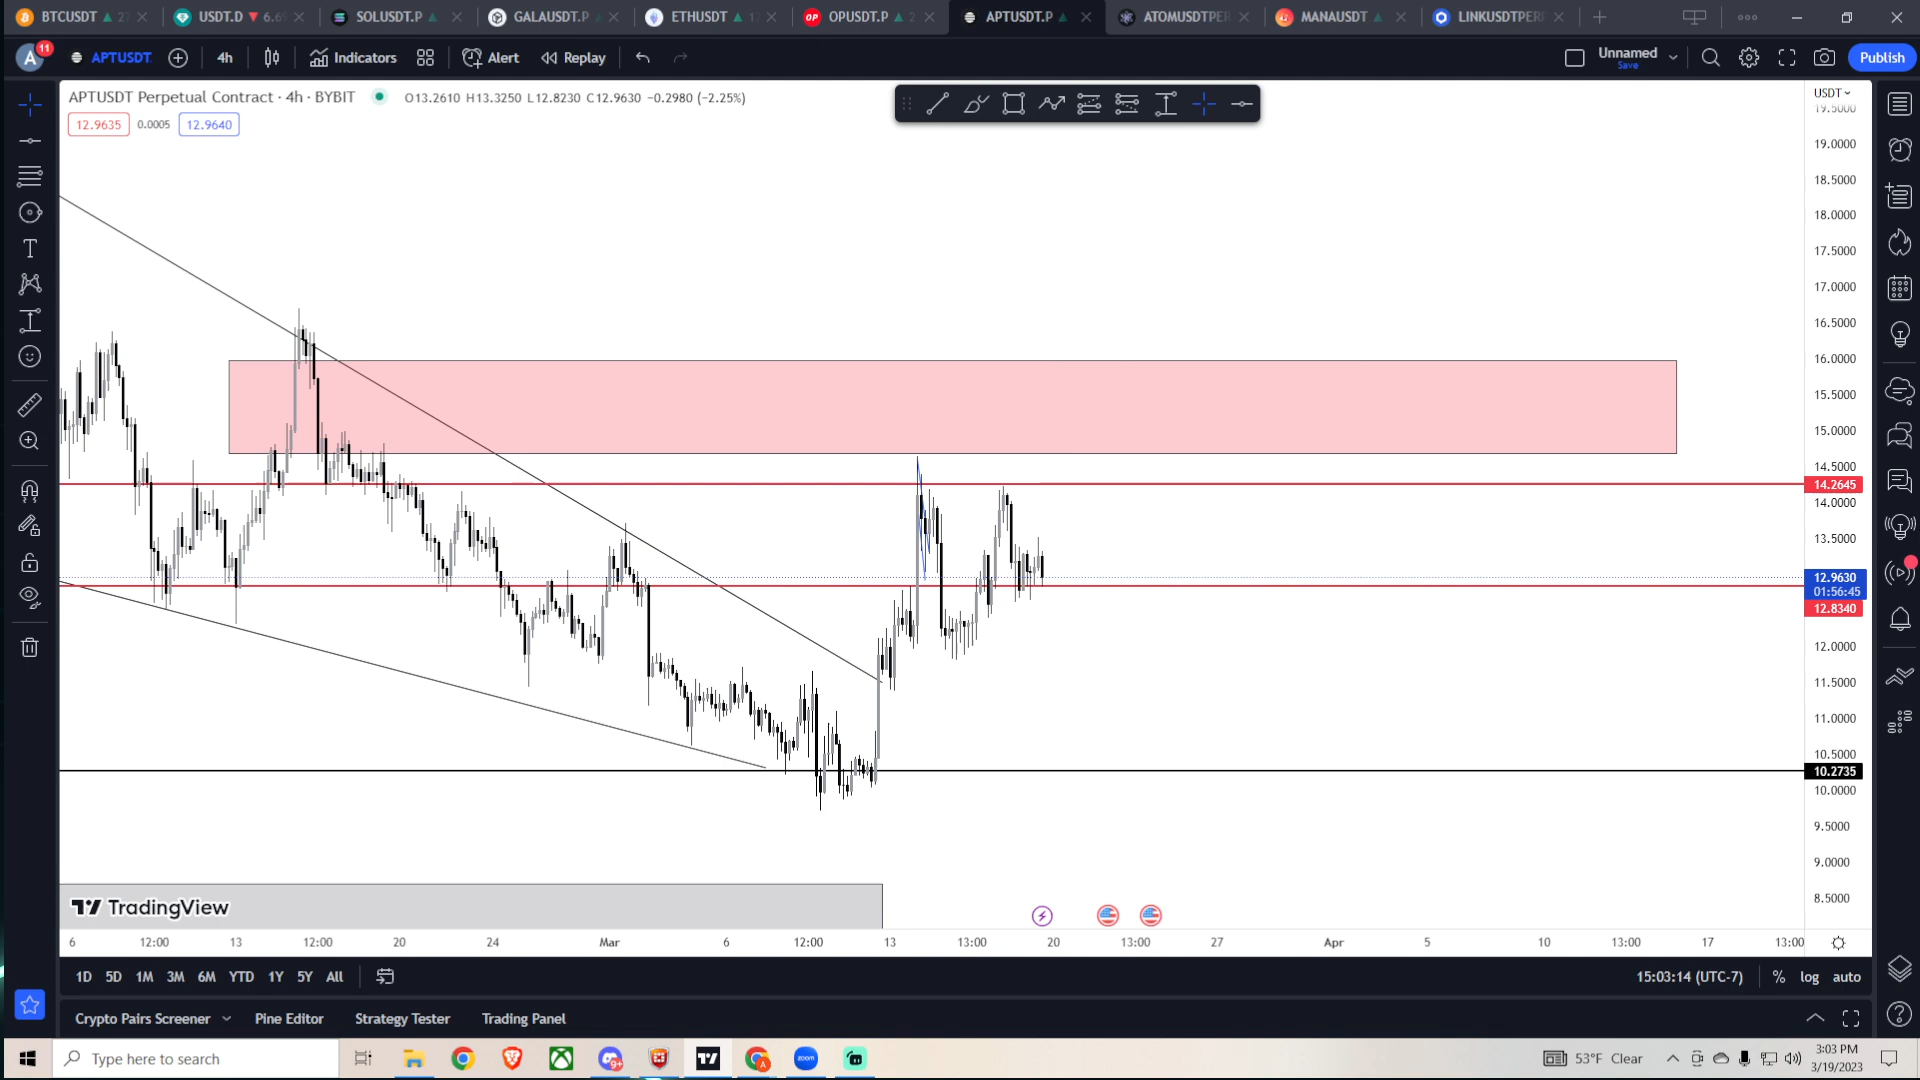 BTCUSDT
USDT.D 6.6
SOLUSDT.P
GALAUSDT.P
ETHUSDT 1
OPUSDT.P 2
APTUSDT.P
ATOMUSDTPER
MANAUSDT
LINKUSDTPER
A 11 APTUSDT 4h Indicators Alert Replay Unnamed Save Publish
APTUSDT Perpetual Contract · 4h · BYBIT O13.2610 H13.3250 L12.8230 C12.9630 −0.2980 (−2.25%)
12.9635 0.0005 12.9640
USDT
19.5000
19.0000
18.5000
18.0000
17.5000
17.0000
16.5000
16.0000
15.5000
15.0000
14.5000
14.2645
14.0000
13.5000
12.9630
01:56:45
12.8340
12.0000
11.5000
11.0000
10.5000
10.2735
10.0000
9.5000
9.0000
8.5000
TradingView
6 12:00 13 12:00 20 24 Mar 6 12:00 13 13:00 20 13:00 27 Apr 5 10 13:00 17 13:00
1D 5D 1M 3M 6M YTD 1Y 5Y All 15:03:14 (UTC-7) % log auto
Crypto Pairs Screener Pine Editor Strategy Tester Trading Panel
Type here to search zoom 53°F Clear 3:03 PM
3/19/2023